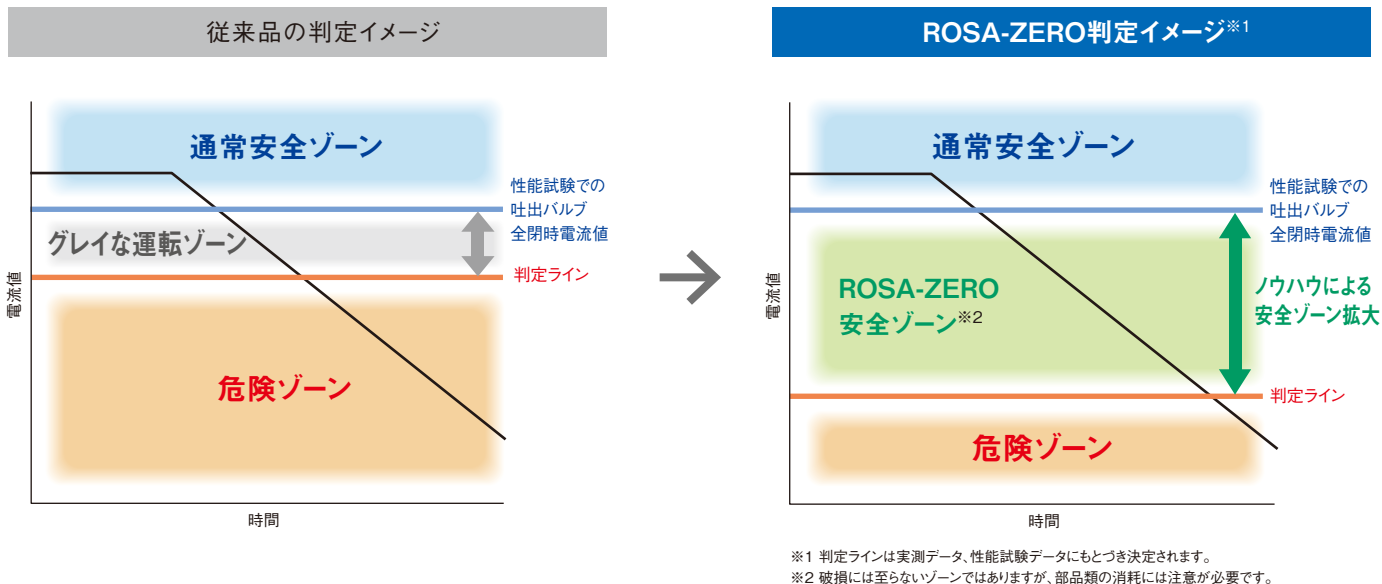 従来品の判定イメージ
通常安全ゾーン
性能試験での
吐出バルブ
全閉時電流値
グレイな運転ゾーン
判定ライン
危険ゾーン
電流値
時間
ROSA-ZERO判定イメージ※1
通常安全ゾーン
性能試験での
吐出バルブ
全閉時電流値
ROSA-ZERO
安全ゾーン※2
ノウハウによる
安全ゾーン拡大
判定ライン
危険ゾーン
電流値
時間
※1 判定ラインは実測データ、性能試験データにもとづき決定されます。
※2 破損には至らないゾーンではありますが、部品類の消耗には注意が必要です。